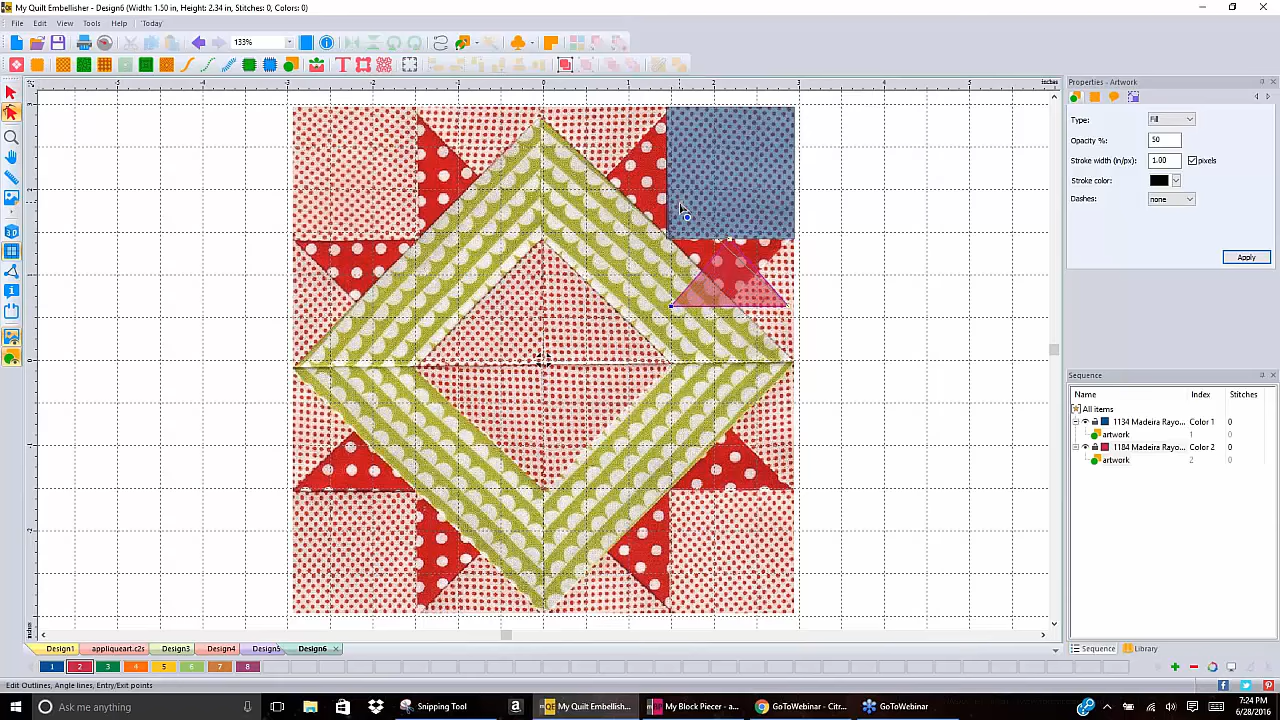 My Quilt Embellisher - Design6 (Width: 1.50 in, Height: 2.34 in, Stitches: 0, Colors: 0)
File Edit View Tools Help 'Today'
133%
Properties - Artwork
inches
Type: Fill
Opacity %: 50
Stroke width (in/px): 1.00 pixels
Stroke color:
Dashes: none
Apply
Sequence
Name Index Stitches
All items
1134 Madeira Rayo... Color 1 0
artwork 1
1184 Madeira Rayo... Color 2 0
artwork 2
Design1 appliqueart.c2s Design3 Design4 Design5 Design6
Sequence Library
1 2 3 4 5 6 7 8
Edit Outlines, Angle lines, Entry/Exit points
Ask me anything Snipping Tool My Quilt Embellishe... My Block Piecer - a... GoToWebinar - Citr... GoToWebinar 7:24 PM
6/28/2016